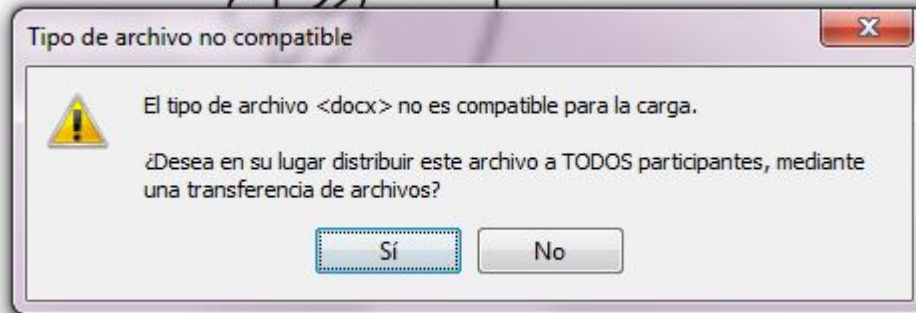 Tipo de archivo no compatible
El tipo de archivo <docx> no es compatible para la carga.
¿Desea en su lugar distribuir este archivo a TODOS participantes, mediante
una transferencia de archivos?
Sí
No